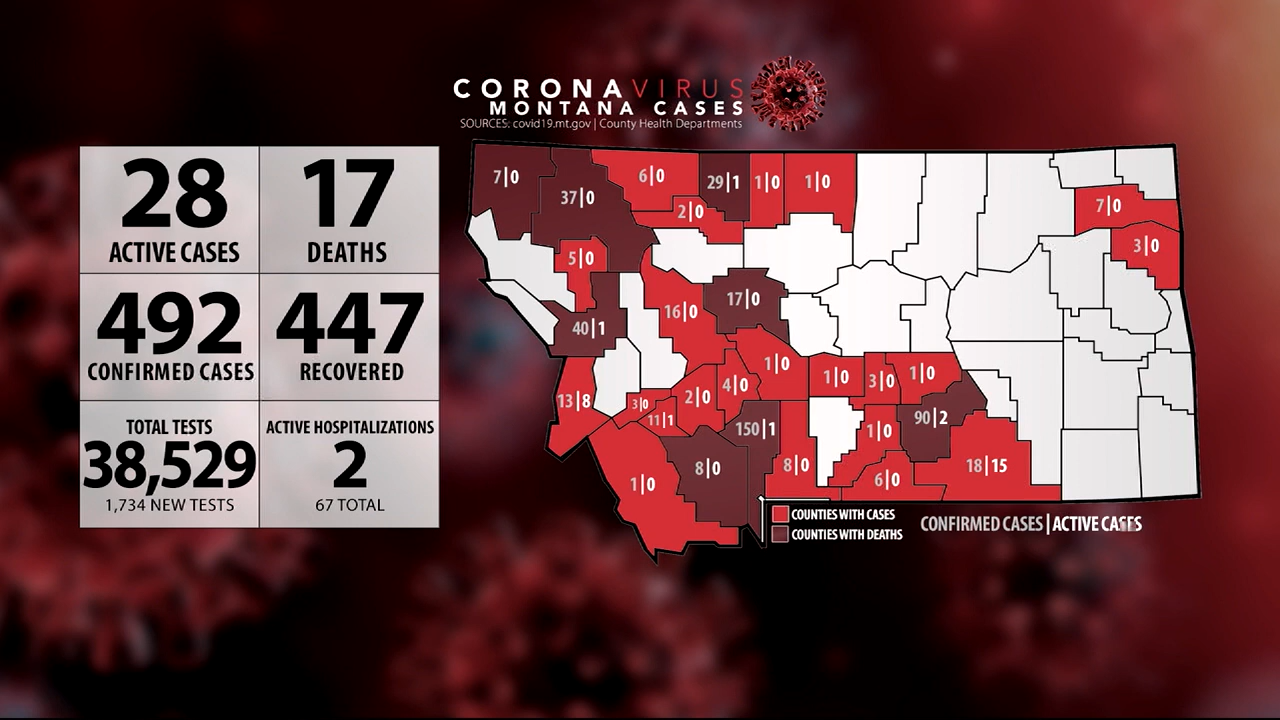 CORONAVIRUS
MONTANA CASES
SOURCES: covid19.mt.gov | County Health Departments
28
ACTIVE CASES
17
DEATHS
492
CONFIRMED CASES
447
RECOVERED
TOTAL TESTS
38,529
1,734 NEW TESTS
ACTIVE HOSPITALIZATIONS
2
67 TOTAL
7|0
37|0
6|0
2|0
29|1
1|0
1|0
7|0
3|0
5|0
16|0
17|0
40|1
13|8
3|0
11|1
2|0
4|0
1|0
1|0
3|0
1|0
150|1
1|0
90|2
1|0
8|0
8|0
6|0
18|15
COUNTIES WITH CASES
COUNTIES WITH DEATHS
CONFIRMED CASES | ACTIVE CASES